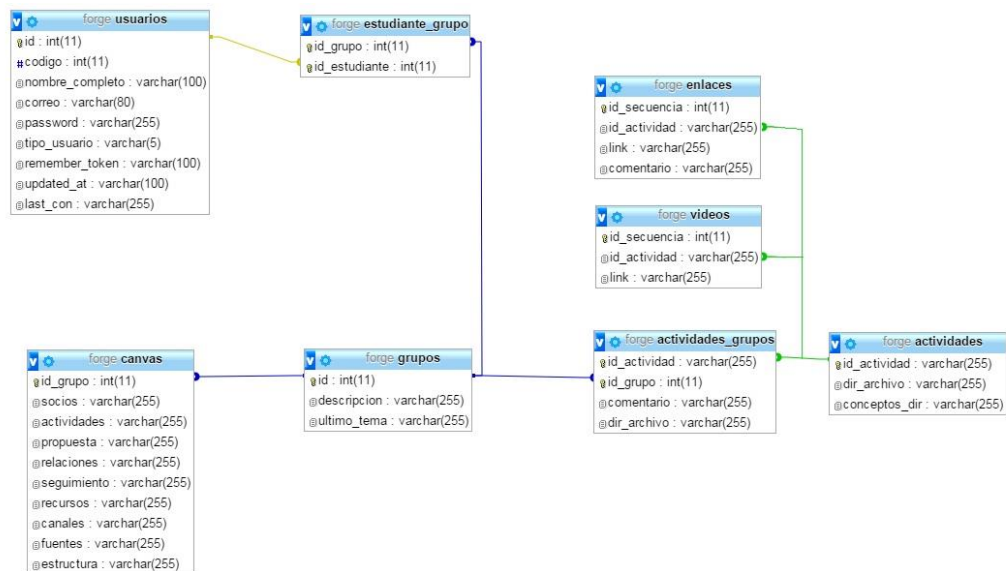 forge usuarios
id : int(11)
codigo : int(11)
nombre_completo : varchar(100)
correo : varchar(80)
password : varchar(255)
tipo_usuario : varchar(5)
remember_token : varchar(100)
updated_at : varchar(100)
last_con : varchar(255)
forge estudiante_grupo
id_grupo : int(11)
id_estudiante : int(11)
forge enlaces
id_secuencia : int(11)
id_actividad : varchar(255)
link : varchar(255)
comentario : varchar(255)
forge videos
id_secuencia : int(11)
id_actividad : varchar(255)
link : varchar(255)
forge canvas
id_grupo : int(11)
socios : varchar(255)
actividades : varchar(255)
propuesta : varchar(255)
relaciones : varchar(255)
seguimiento : varchar(255)
recursos : varchar(255)
canales : varchar(255)
fuentes : varchar(255)
estructura : varchar(255)
forge grupos
id : int(11)
descripcion : varchar(255)
ultimo_tema : varchar(255)
forge actividades_grupos
id_actividad : varchar(255)
id_grupo : int(11)
comentario : varchar(255)
dir_archivo : varchar(255)
forge actividades
id_actividad : varchar(255)
dir_archivo : varchar(255)
conceptos_dir : varchar(255)